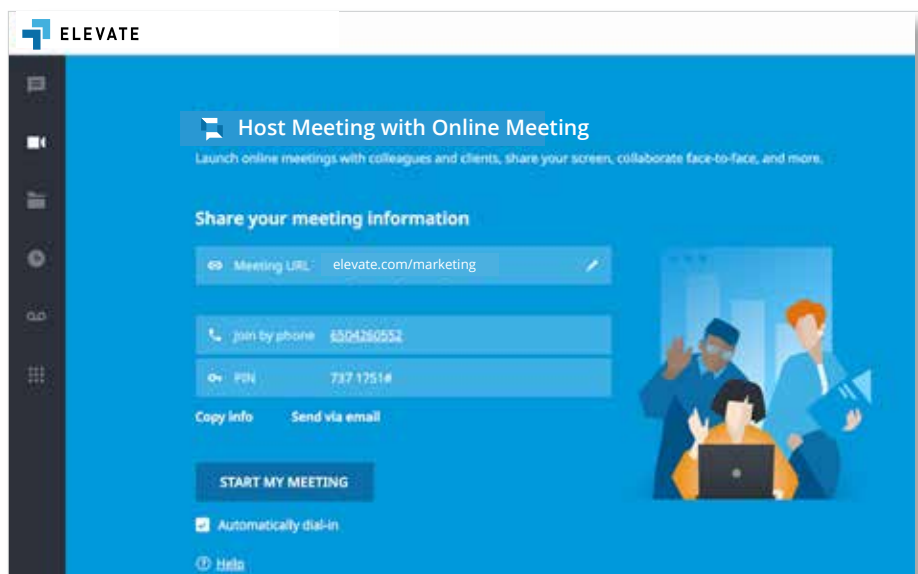 ELEVATE
Host Meeting with Online Meeting
Launch online meetings with colleagues and clients, share your screen, collaborate face-to-face, and more.
Share your meeting information
Meeting URL elevate.com/marketing
Join by phone 6504260552
PIN 737 1751#
Copy info Send via email
START MY MEETING
Automatically dial-in
Help